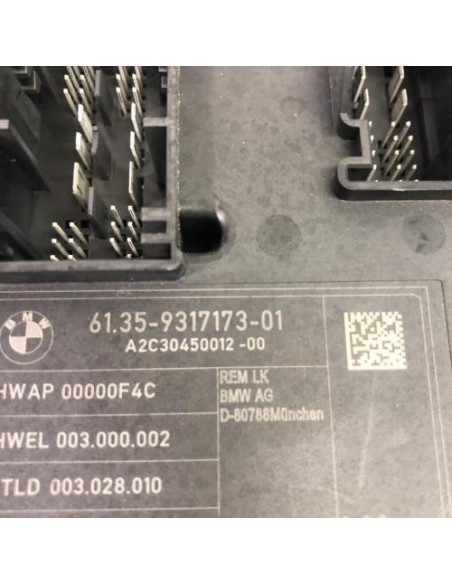 BMW
61.35-9317173-01
A2C30450012-00
HWAP 00000F4C
REM LK
BMW AG
D-80788München
HWEL 003.000.002
TLD 003.028.010